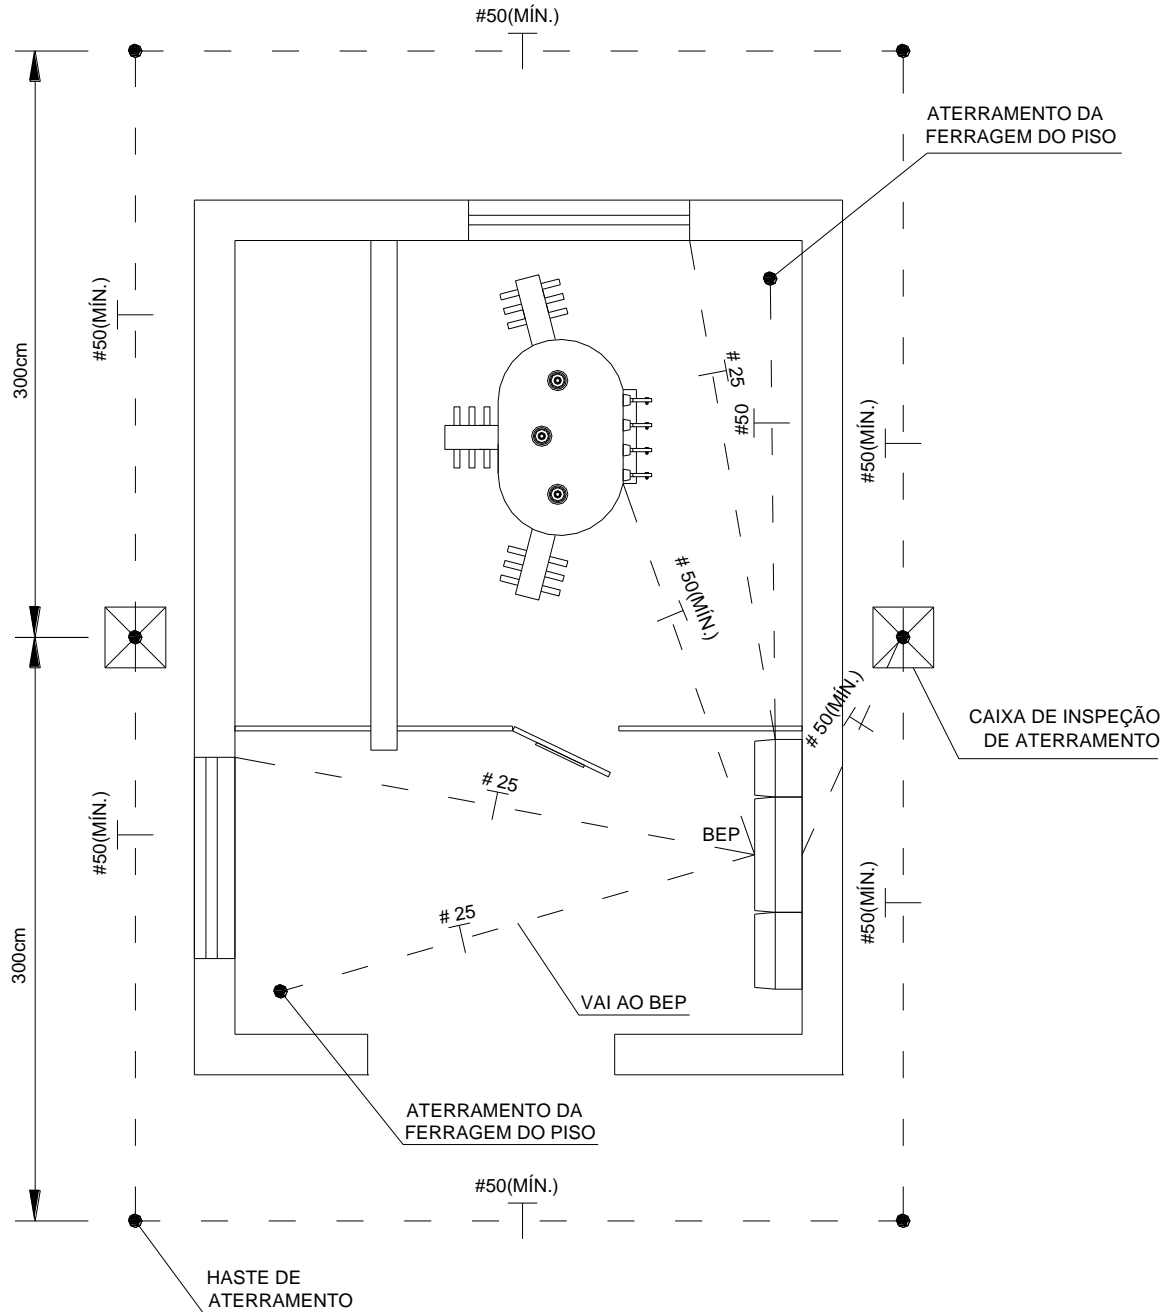 #50(MÍN.)
ATERRAMENTO DA
FERRAGEM DO PISO
#50(MÍN.)
300cm
# 25
#50
#50(MÍN.)
# 50(MÍN.)
# 50(MÍN.)
CAIXA DE INSPEÇÃO
DE ATERRAMENTO
# 25
#50(MÍN.)
BEP
#50(MÍN.)
# 25
300cm
VAI AO BEP
ATERRAMENTO DA
FERRAGEM DO PISO
#50(MÍN.)
HASTE DE
ATERRAMENTO